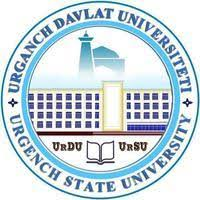 URGANCH DAVLAT UNIVERSITETI
UrDU UrSU
URGENCH STATE UNIVERSITY